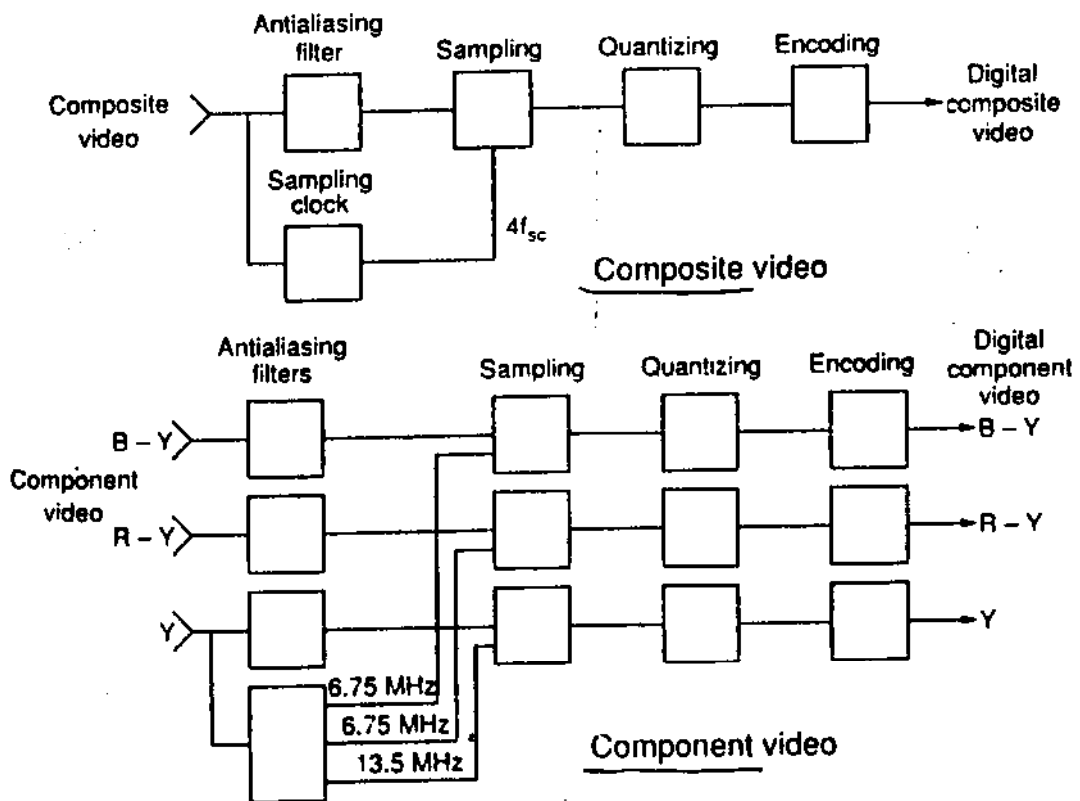 Antialiasing
filter
Sampling
Quantizing
Encoding
Composite
video
Digital
composite
video
Sampling
clock
4fsc
Composite video
Antialiasing
filters
Sampling
Quantizing
Encoding
Digital
component
video
B – Y
B – Y
Component
video
R – Y
R – Y
Y
Y
6.75 MHz
6.75 MHz
13.5 MHz
Component video